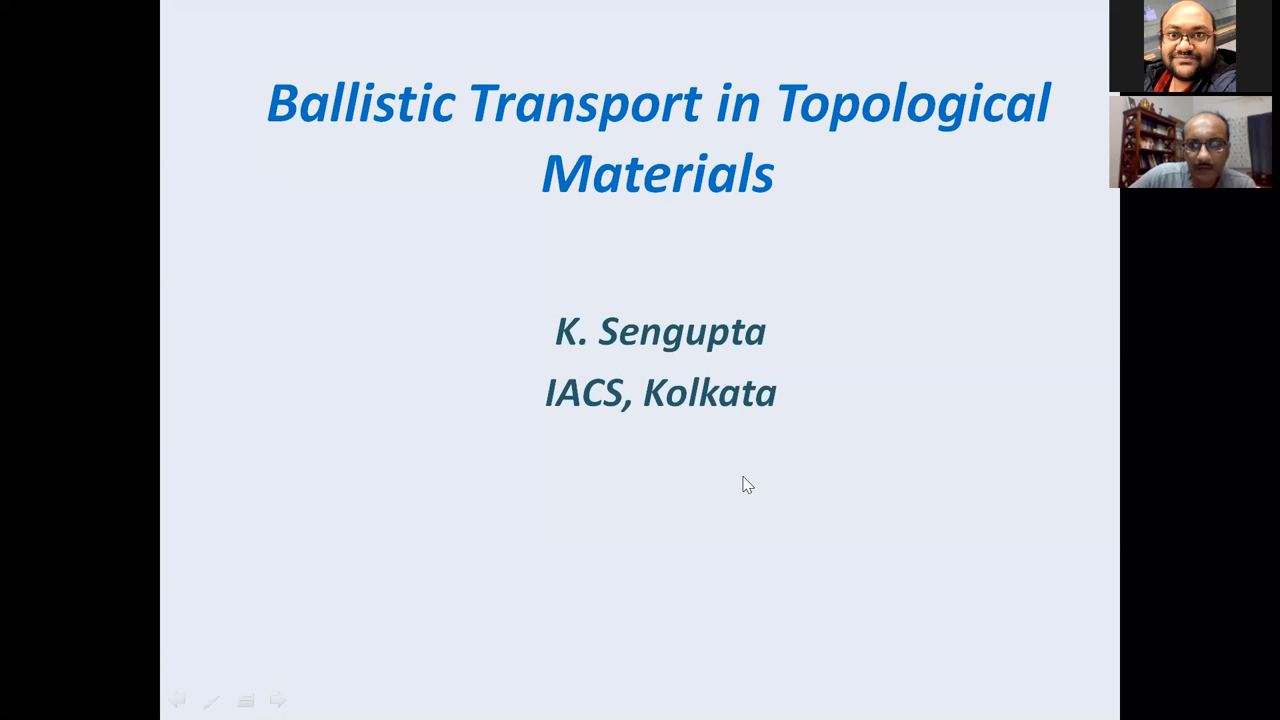 Ballistic Transport in Topological
Materials
K. Sengupta
IACS, Kolkata